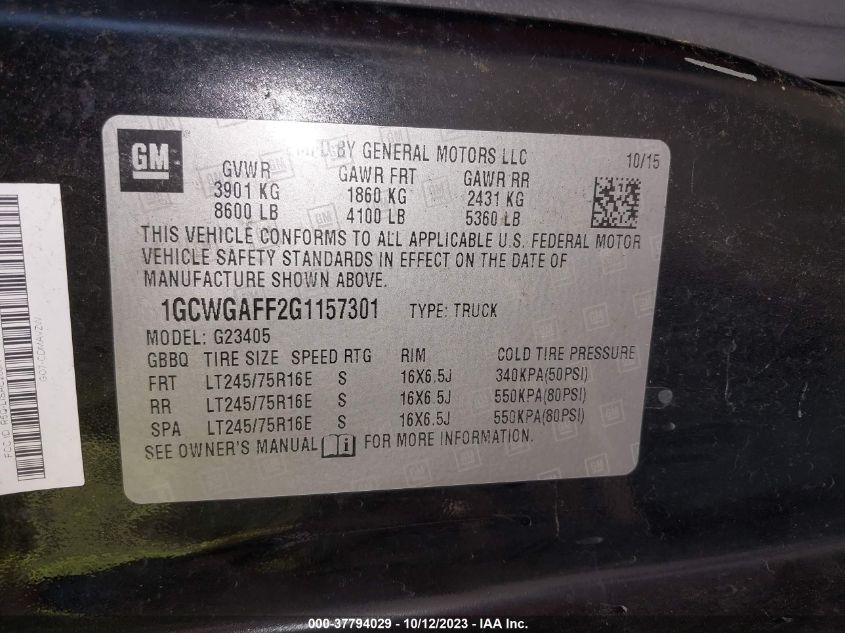 GM
MFD BY GENERAL MOTORS LLC
10/15
GVWR GAWR FRT GAWR RR
3901 KG 1860 KG 2431 KG
8600 LB 4100 LB 5360 LB
THIS VEHICLE CONFORMS TO ALL APPLICABLE U.S. FEDERAL MOTOR
VEHICLE SAFETY STANDARDS IN EFFECT ON THE DATE OF
MANUFACTURE SHOWN ABOVE.
1GCWGAFF2G1157301 TYPE: TRUCK
MODEL: G23405
GBBQ TIRE SIZE SPEED RTG RIM COLD TIRE PRESSURE
FRT LT245/75R16E S 16X6.5J 340KPA(50PSI)
RR LT245/75R16E S 16X6.5J 550KPA(80PSI)
SPA LT245/75R16E S 16X6.5J 550KPA(80PSI)
SEE OWNER'S MANUAL FOR MORE INFORMATION.
000-37794029 - 10/12/2023 - IAA Inc.